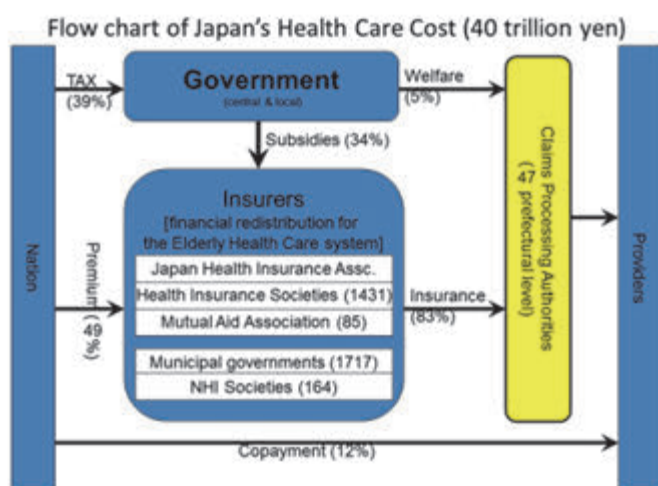 Flow chart of Japan's Health Care Cost (40 trillion yen)
TAX
(39%)
Government
(central & local)
Welfare
(5%)
Subsidies (34%)
Insurers
[financial redistribution for
the Elderly Health Care system]
Japan Health Insurance Assc.
Health Insurance Societies (1431)
Mutual Aid Association (85)
Municipal governments (1717)
NHI Societies (164)
Nation
Premium (
49
%)
Insurance
(83%)
Claims Processing Authorities
( 47 prefectural level)
Providers
Copayment (12%)